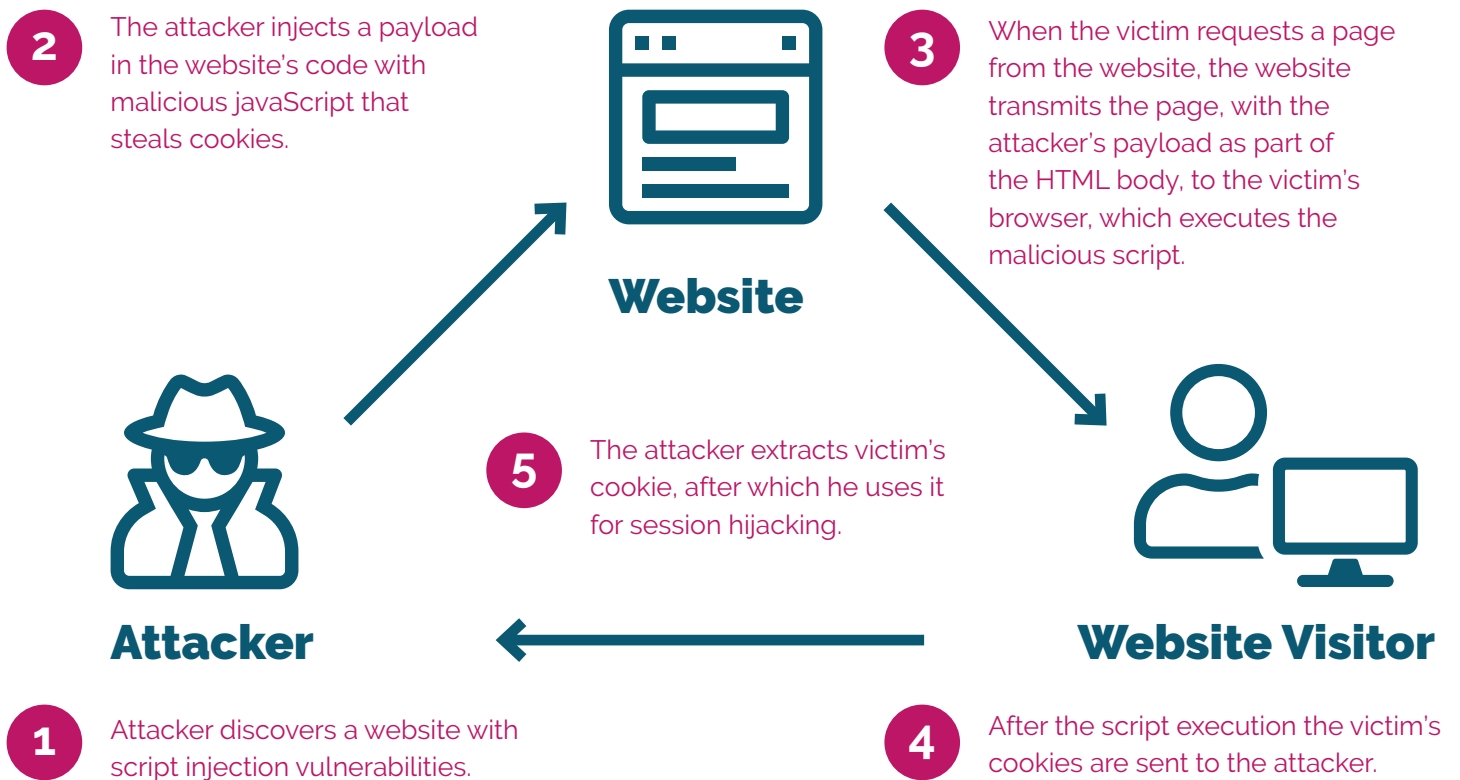 2
The attacker injects a payload
in the website's code with
malicious javaScript that
steals cookies.
3
When the victim requests a page
from the website, the website
transmits the page, with the
attacker's payload as part of
the HTML body, to the victim's
browser, which executes the
malicious script.
Website
5
The attacker extracts victim's
cookie, after which he uses it
for session hijacking.
Attacker
Website Visitor
1
Attacker discovers a website with
script injection vulnerabilities.
4
After the script execution the victim's
cookies are sent to the attacker.